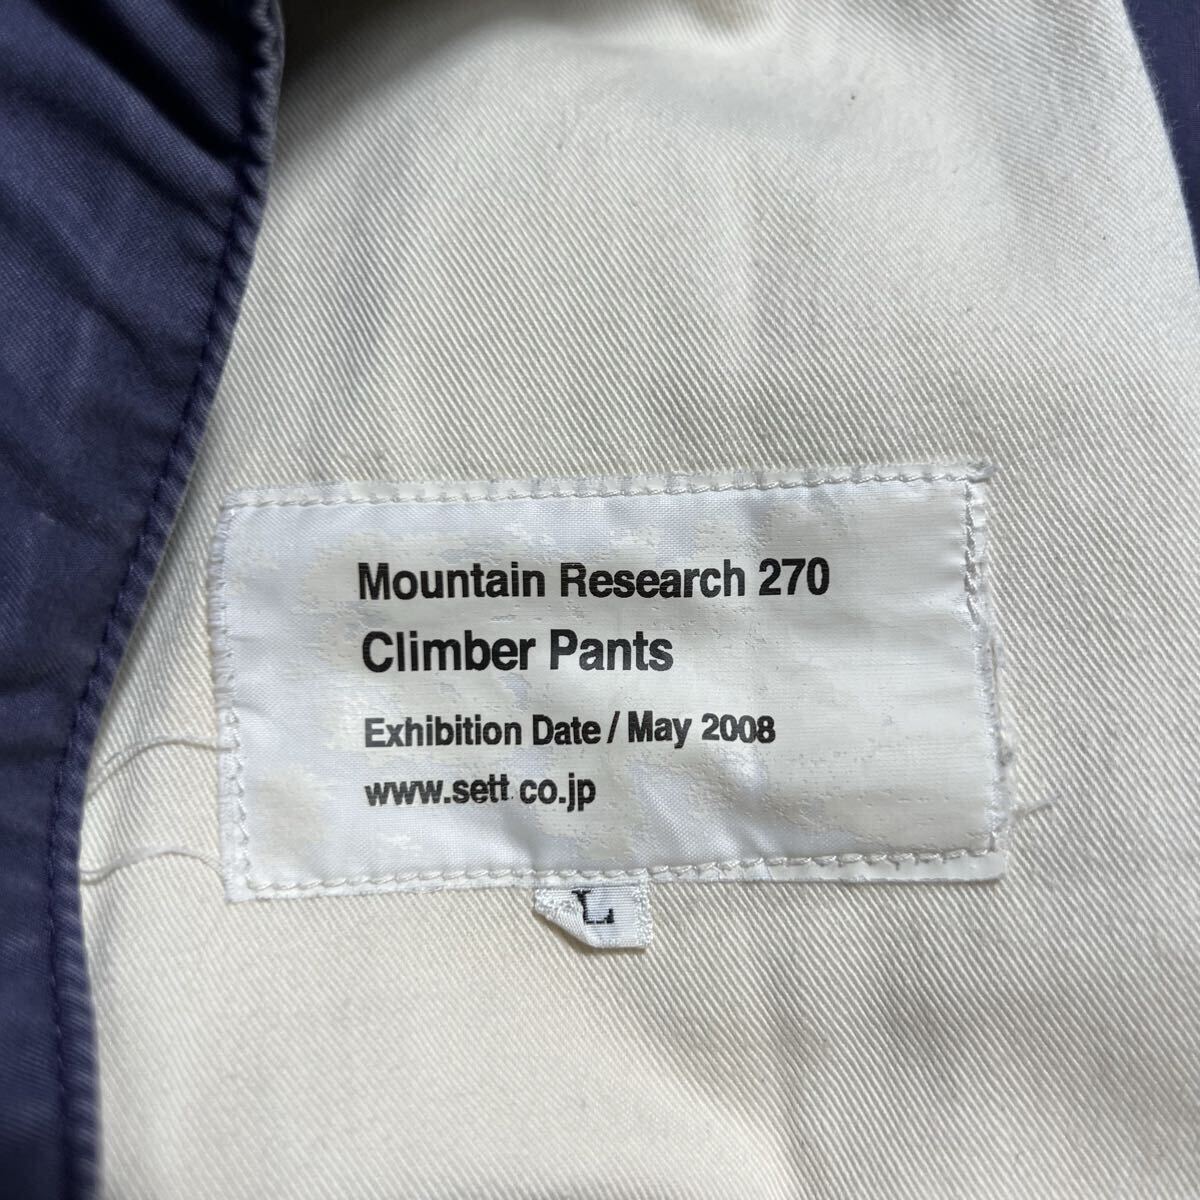 Mountain Research 270
Climber Pants
Exhibition Date / May 2008
www.sett.co.jp
L